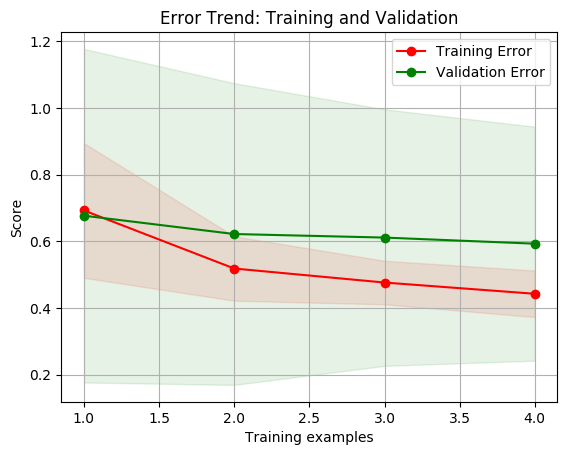 Error Trend: Training and Validation
Training Error
Validation Error
Score
1.2
1.0
0.8
0.6
0.4
0.2
1.0
1.5
2.0
2.5
3.0
3.5
4.0
Training examples